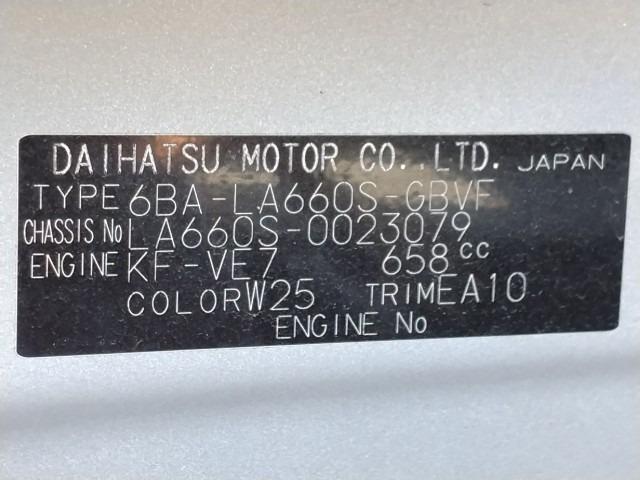 DAIHATSU MOTOR CO.,LTD. JAPAN
TYPE 6BA-LA660S-GBVF
CHASSIS No LA660S-0023079
ENGINE KF-VE7 658 cc
COLOR W25 TRIM EA10
ENGINE No